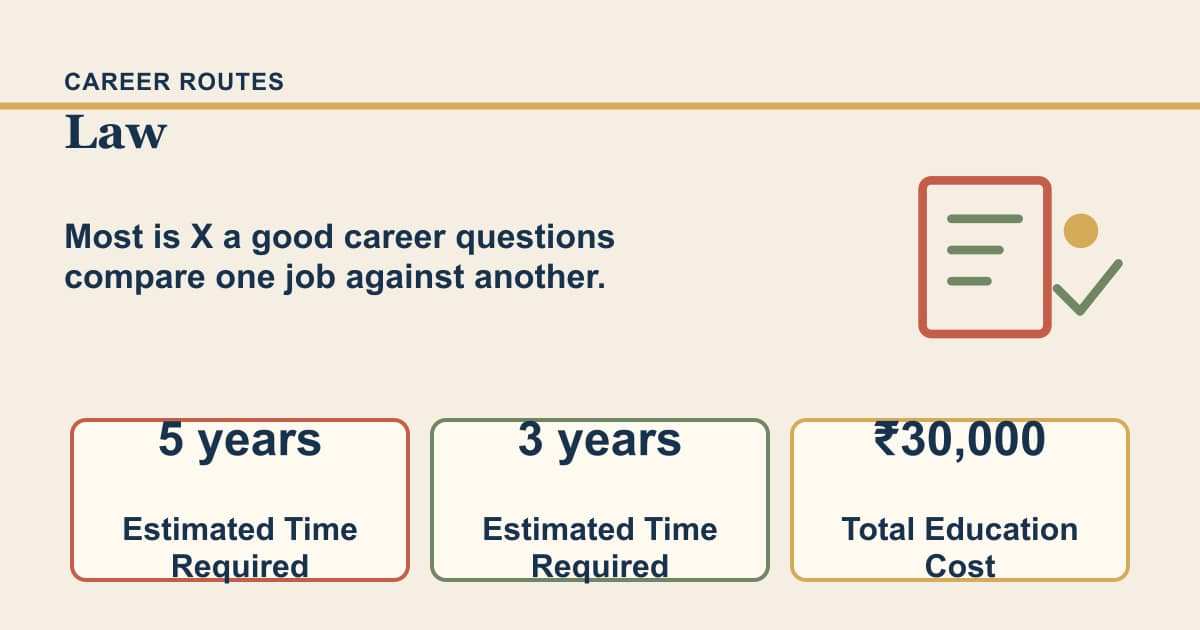 CAREER ROUTES
Law
Most is X a good career questions
compare one job against another.
5 years
Estimated Time
Required
3 years
Estimated Time
Required
₹30,000
Total Education
Cost